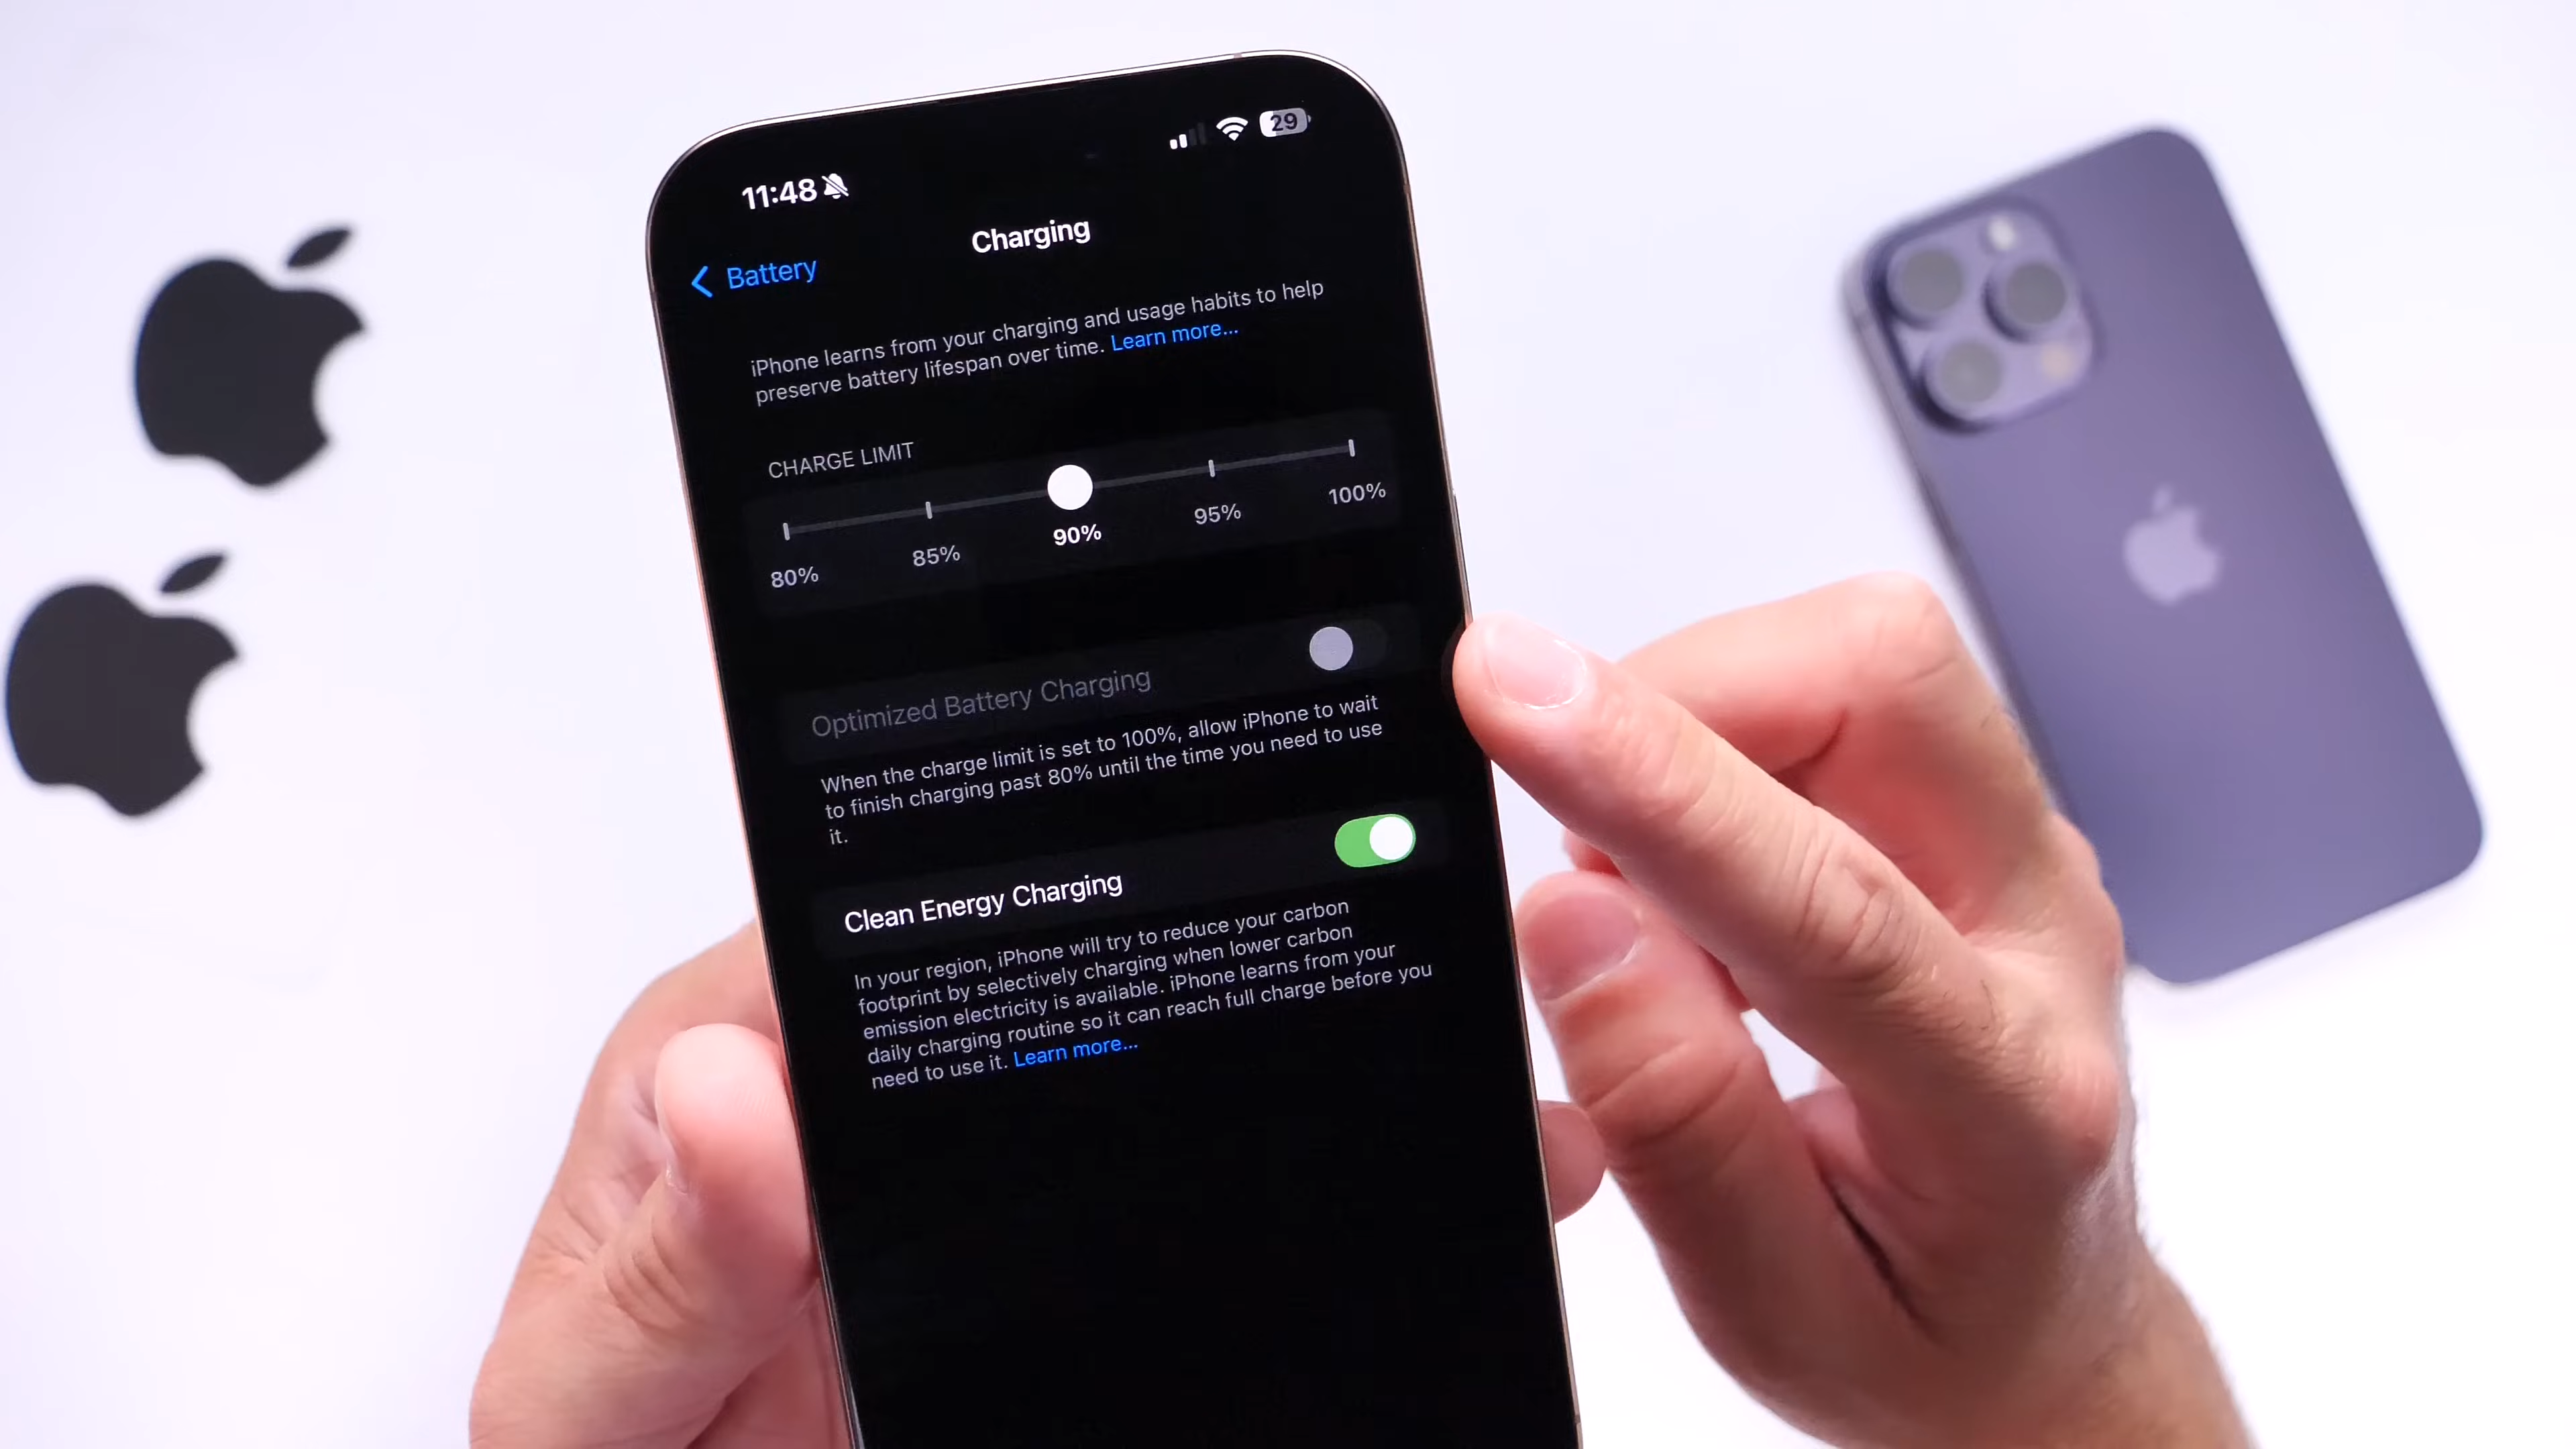 11:48
29
Charging
Battery
iPhone learns from your charging and usage habits to help
preserve battery lifespan over time. Learn more...
CHARGE LIMIT
80%
85%
90%
95%
100%
Optimized Battery Charging
When the charge limit is set to 100%, allow iPhone to wait
to finish charging past 80% until the time you need to use
it.
Clean Energy Charging
In your region, iPhone will try to reduce your carbon
footprint by selectively charging when lower carbon
emission electricity is available. iPhone learns from your
daily charging routine so it can reach full charge before you
need to use it. Learn more...